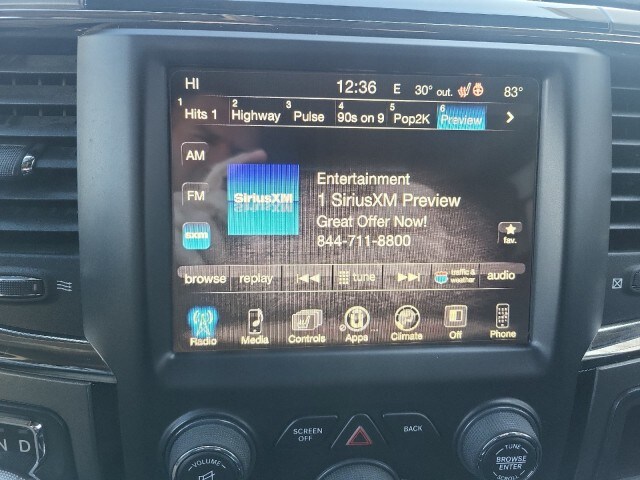 HI 12:36 E 30° out. 83°
1 Hits 1 2 Highway 3 Pulse 4 90s on 9 5 Pop2K 6 Preview
AM
FM
sxm
SiriusXM
Entertainment
1 SiriusXM Preview
Great Offer Now!
844-711-8800
fav.
browse replay tune traffic & weather audio
Radio Media Controls Apps Climate Off Phone
N D
SCREEN OFF
BACK
VOLUME
TUNE
BROWSE
ENTER
SCROLL